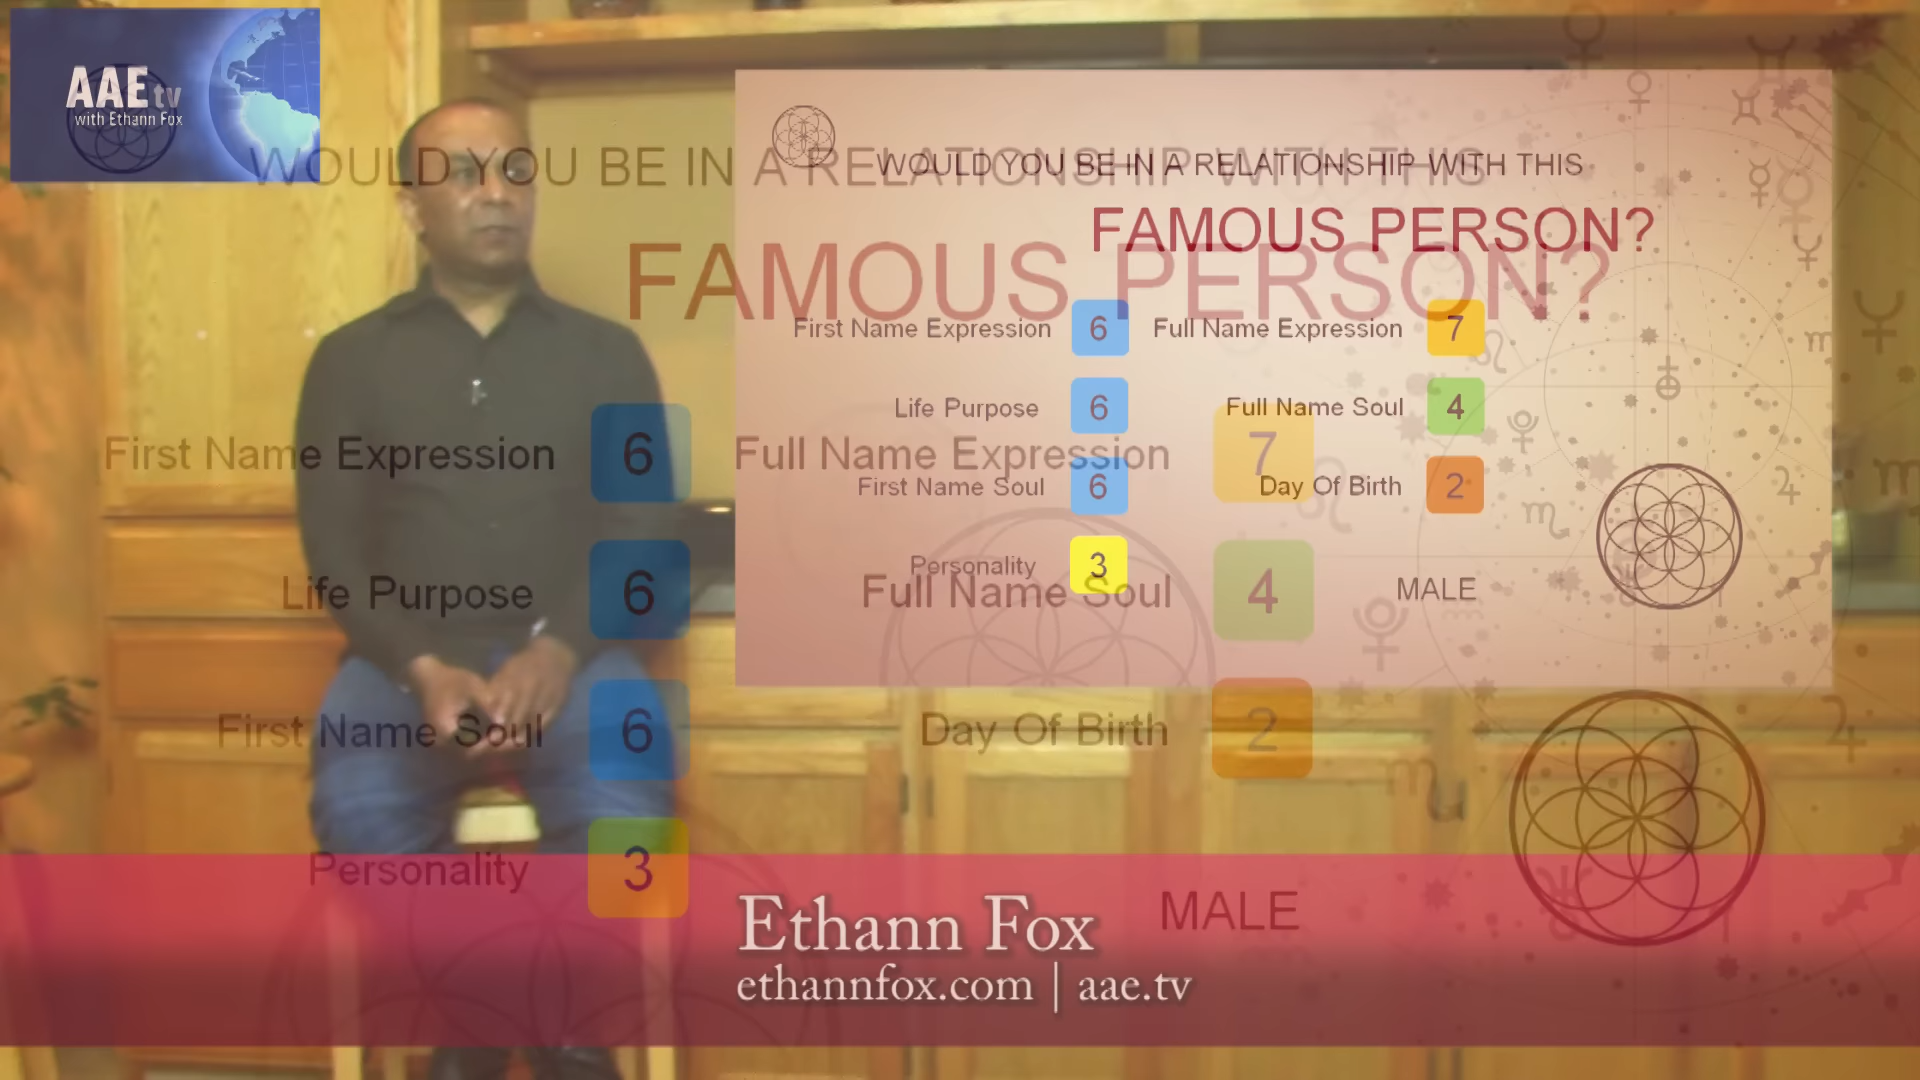 AAE tv
with Ethann Fox
WOULD YOU BE IN A RELATIONSHIP WITH THIS
FAMOUS PERSON?
First Name Expression 6 Full Name Expression 7
Life Purpose 6 Full Name Soul 4
First Name Soul 6 Day Of Birth 2
Personality 3
MALE
WOULD YOU BE IN A RELATIONSHIP WITH THIS
FAMOUS PERSON?
First Name Expression 6 Full Name Expression 7
Life Purpose 6 Full Name Soul 4
First Name Soul 6 Day Of Birth 2
Personality 3
MALE
Ethann Fox
ethannfox.com | aae.tv